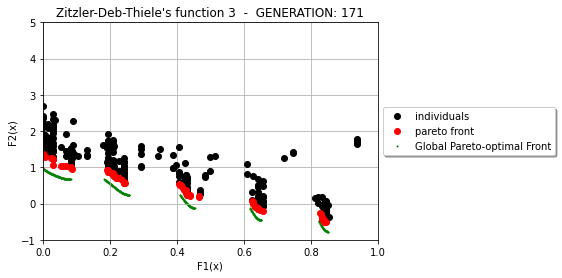 Zitzler-Deb-Thiele's function 3 - GENERATION: 171
5
4
3
2
1
0
−1
F2(x)
0.0 0.2 0.4 0.6 0.8 1.0
F1(x)
individuals
pareto front
Global Pareto-optimal Front